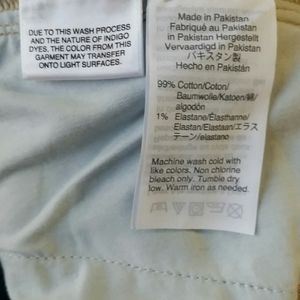 DUE TO THIS WASH PROCESS
AND THE NATURE OF INDIGO
DYES, THE COLOR FROM THIS
GARMENT MAY TRANSFER
ONTO LIGHT SURFACES.
Made in Pakistan
Fabriqué au Pakistan
in Pakistan Hergestellt
Vervaardigd in Pakistan
パキスタン製
Hecho en Pakistán
99% Cotton/Coton/
Baumwolle/Katoen/綿/
algodón
1% Elastane/Élasthanne/
Elastan/Elastaan/エラス
テーン/elastano
Machine wash cold with
like colors. Non chlorine
bleach only. Tumble dry
low. Warm iron as needed.